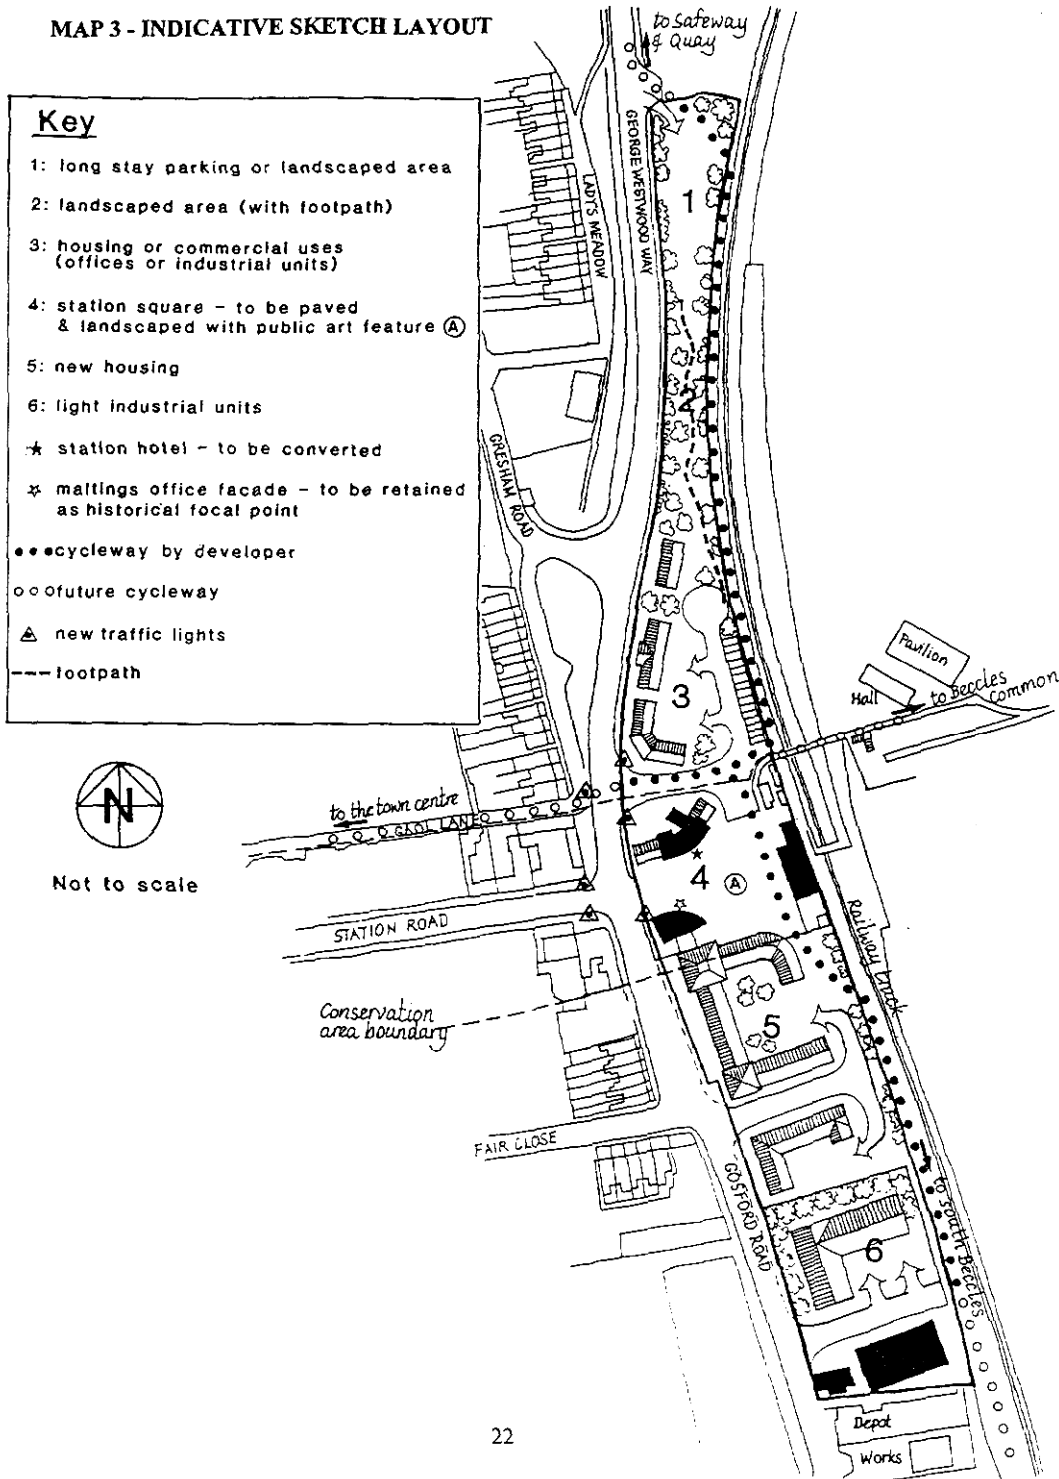 MAP 3 - INDICATIVE SKETCH LAYOUT
to Safeway
& Quay
Key
1: long stay parking or landscaped area
2: landscaped area (with footpath)
3: housing or commercial uses
(offices or industrial units)
4: station square - to be paved
& landscaped with public art feature Ⓐ
5: new housing
6: light industrial units
station hotel - to be converted
maltings office facade - to be retained
as historical focal point
cycleway by developer
future cycleway
new traffic lights
footpath
GEORGE WESTWOOD WAY
LADY'S MEADOW
1
2
GRESHAM ROAD
3
Pavilion
Hall
to Beccles
common
N
Not to scale
to the town centre
GAOL LANE
4
A
STATION ROAD
Railway track
Conservation
area boundary
5
FAIR CLOSE
GOSFORD ROAD
to South Beccles
6
Depot
Works
22